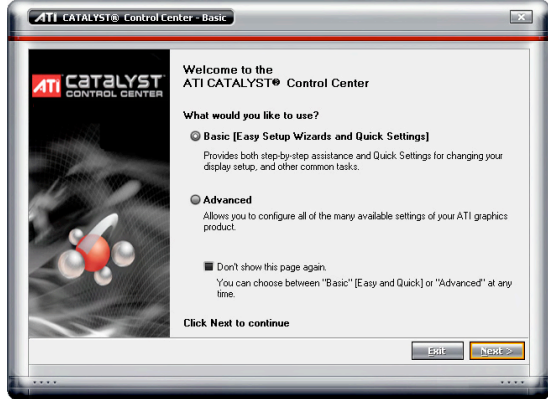 ATI CATALYST® Control Center - Basic
ATI CATALYST
CONTROL CENTER
Welcome to the
ATI CATALYST® Control Center
What would you like to use?
Basic [Easy Setup Wizards and Quick Settings]
Provides both step-by-step assistance and Quick Settings for changing your
display setup, and other common tasks.
Advanced
Allows you to configure all of the many available settings of your ATI graphics
product.
Don't show this page again.
You can choose between "Basic" [Easy and Quick] or "Advanced" at any
time.
Click Next to continue
Exit
Next >